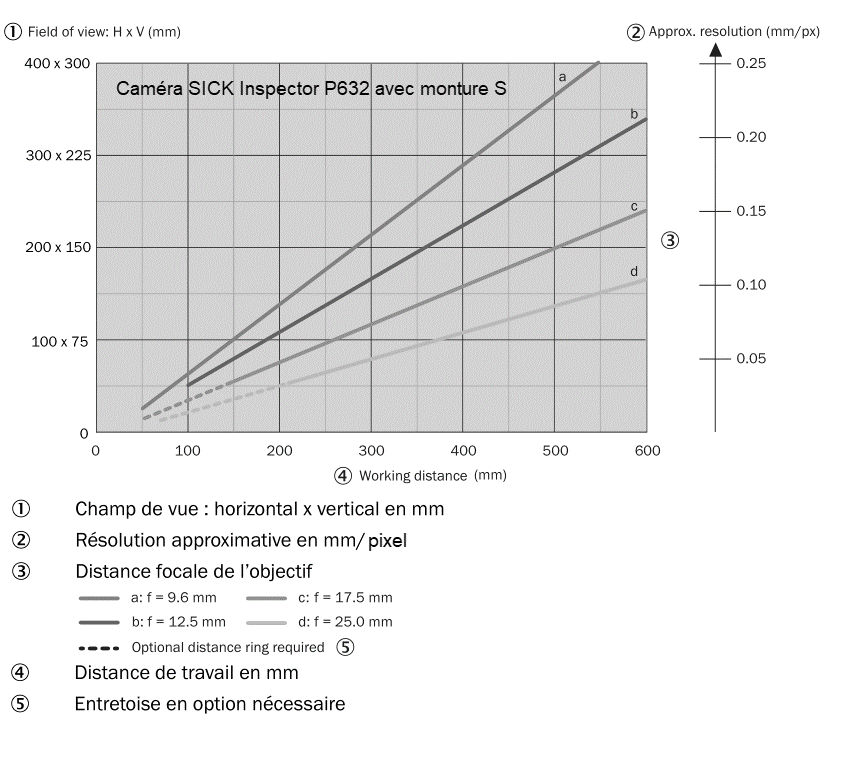 ① Field of view: H x V (mm)
② Approx. resolution (mm/px)
400 x 300
0.25
Caméra SICK Inspector P632 avec monture S
a
b
0.20
300 x 225
c
0.15
③
200 x 150
d
0.10
100 x 75
0.05
0
0 100 200 300 400 500 600
④ Working distance (mm)
① Champ de vue : horizontal x vertical en mm
② Résolution approximative en mm/pixel
③ Distance focale de l'objectif
a: f = 9.6 mm c: f = 17.5 mm
b: f = 12.5 mm d: f = 25.0 mm
Optional distance ring required ⑤
④ Distance de travail en mm
⑤ Entretoise en option nécessaire